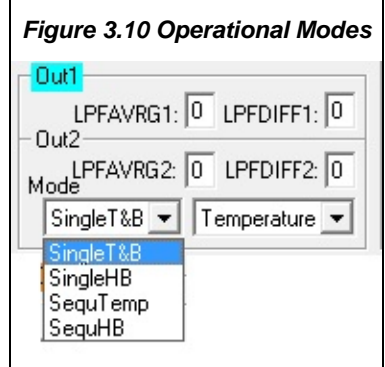 Figure 3.10 Operational Modes
Out1
LPFAVRG1: 0 LPFDIFF1: 0
Out2
LPFAVRG2: 0 LPFDIFF2: 0
Mode
SingleT&B Temperature
SingleT&B
SingleHB
SequTemp
SequHB